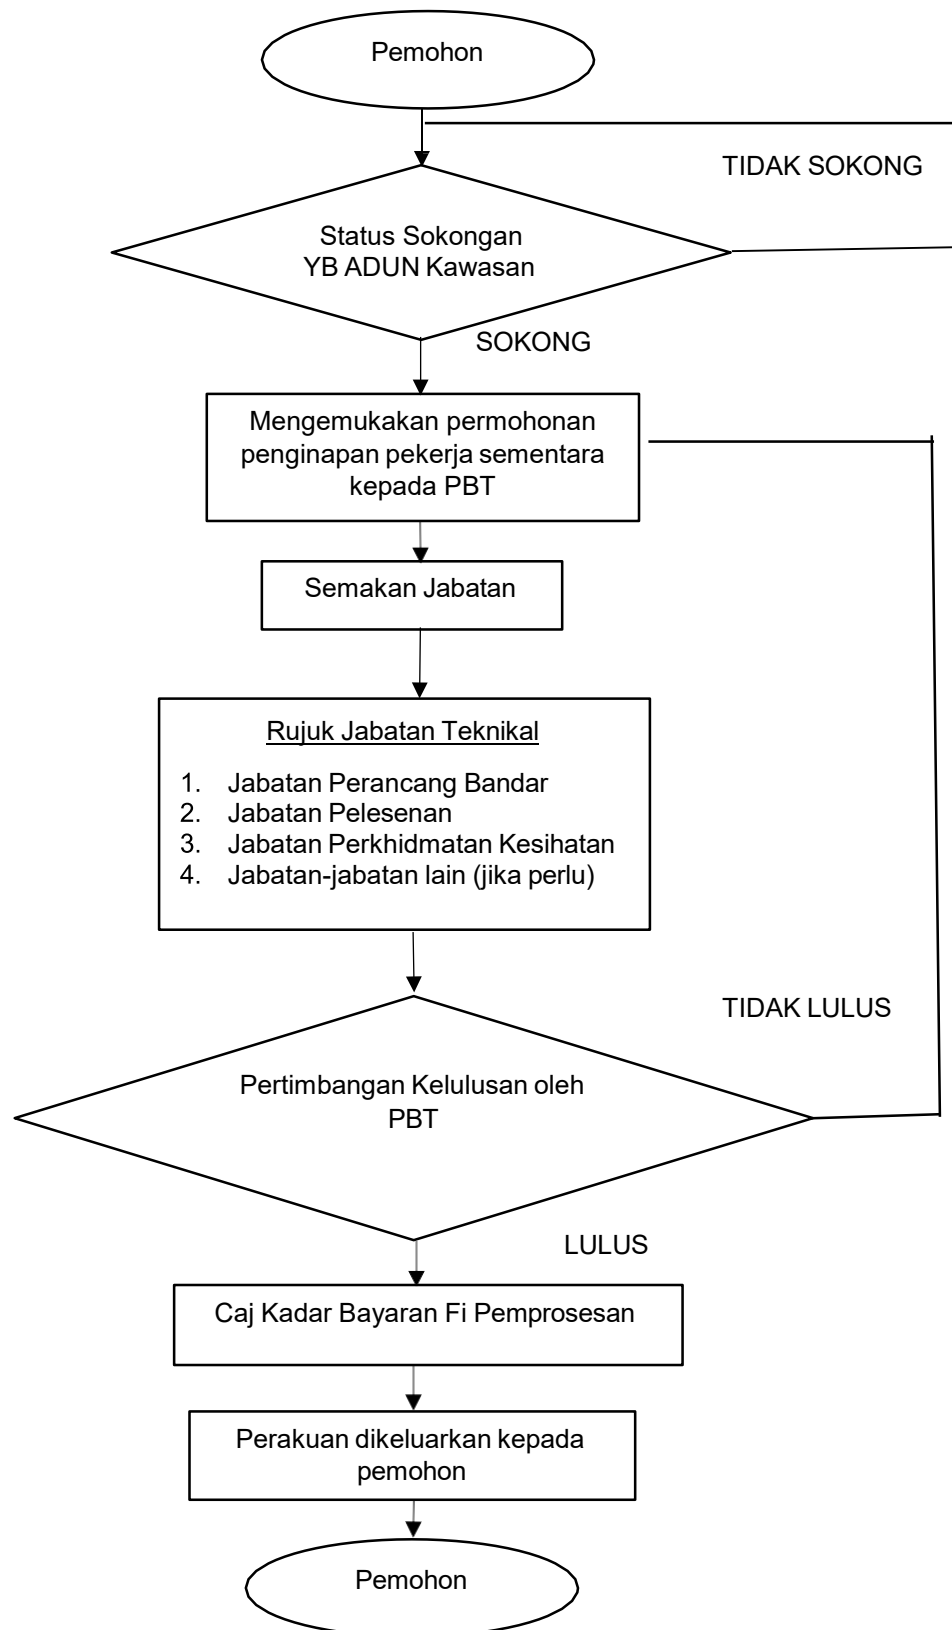 Pemohon
TIDAK SOKONG
Status Sokongan
YB ADUN Kawasan
SOKONG
Mengemukakan permohonan
penginapan pekerja sementara
kepada PBT
Semakan Jabatan
Rujuk Jabatan Teknikal
1. Jabatan Perancang Bandar
2. Jabatan Pelesenan
3. Jabatan Perkhidmatan Kesihatan
4. Jabatan-jabatan lain (jika perlu)
TIDAK LULUS
Pertimbangan Kelulusan oleh
PBT
LULUS
Caj Kadar Bayaran Fi Pemprosesan
Perakuan dikeluarkan kepada
pemohon
Pemohon